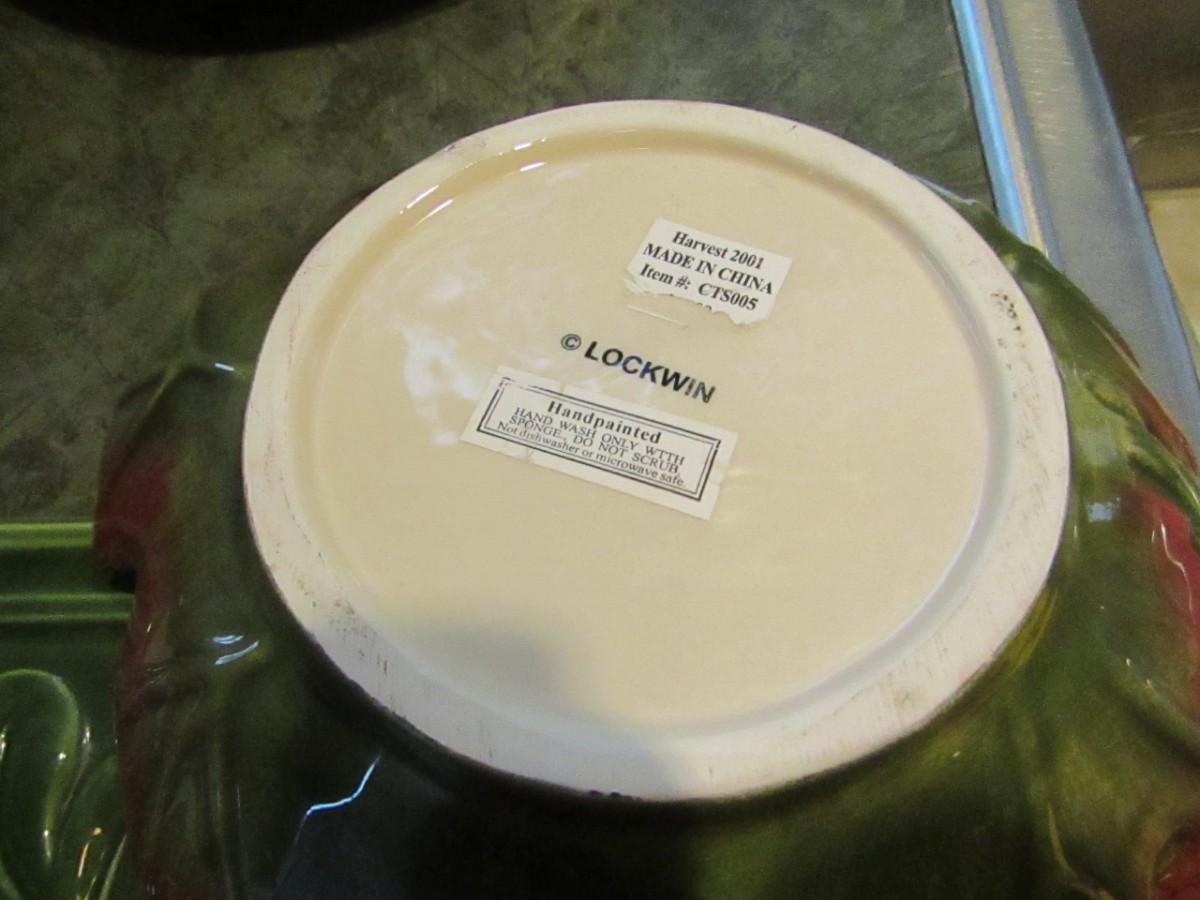 Harvest 2001
MADE IN CHINA
Item #: CTS005
© LOCKWIN
Handpainted
HAND WASH ONLY WITH
SPONGE, DO NOT SCRUB,
Not dishwasher or microwave safe.